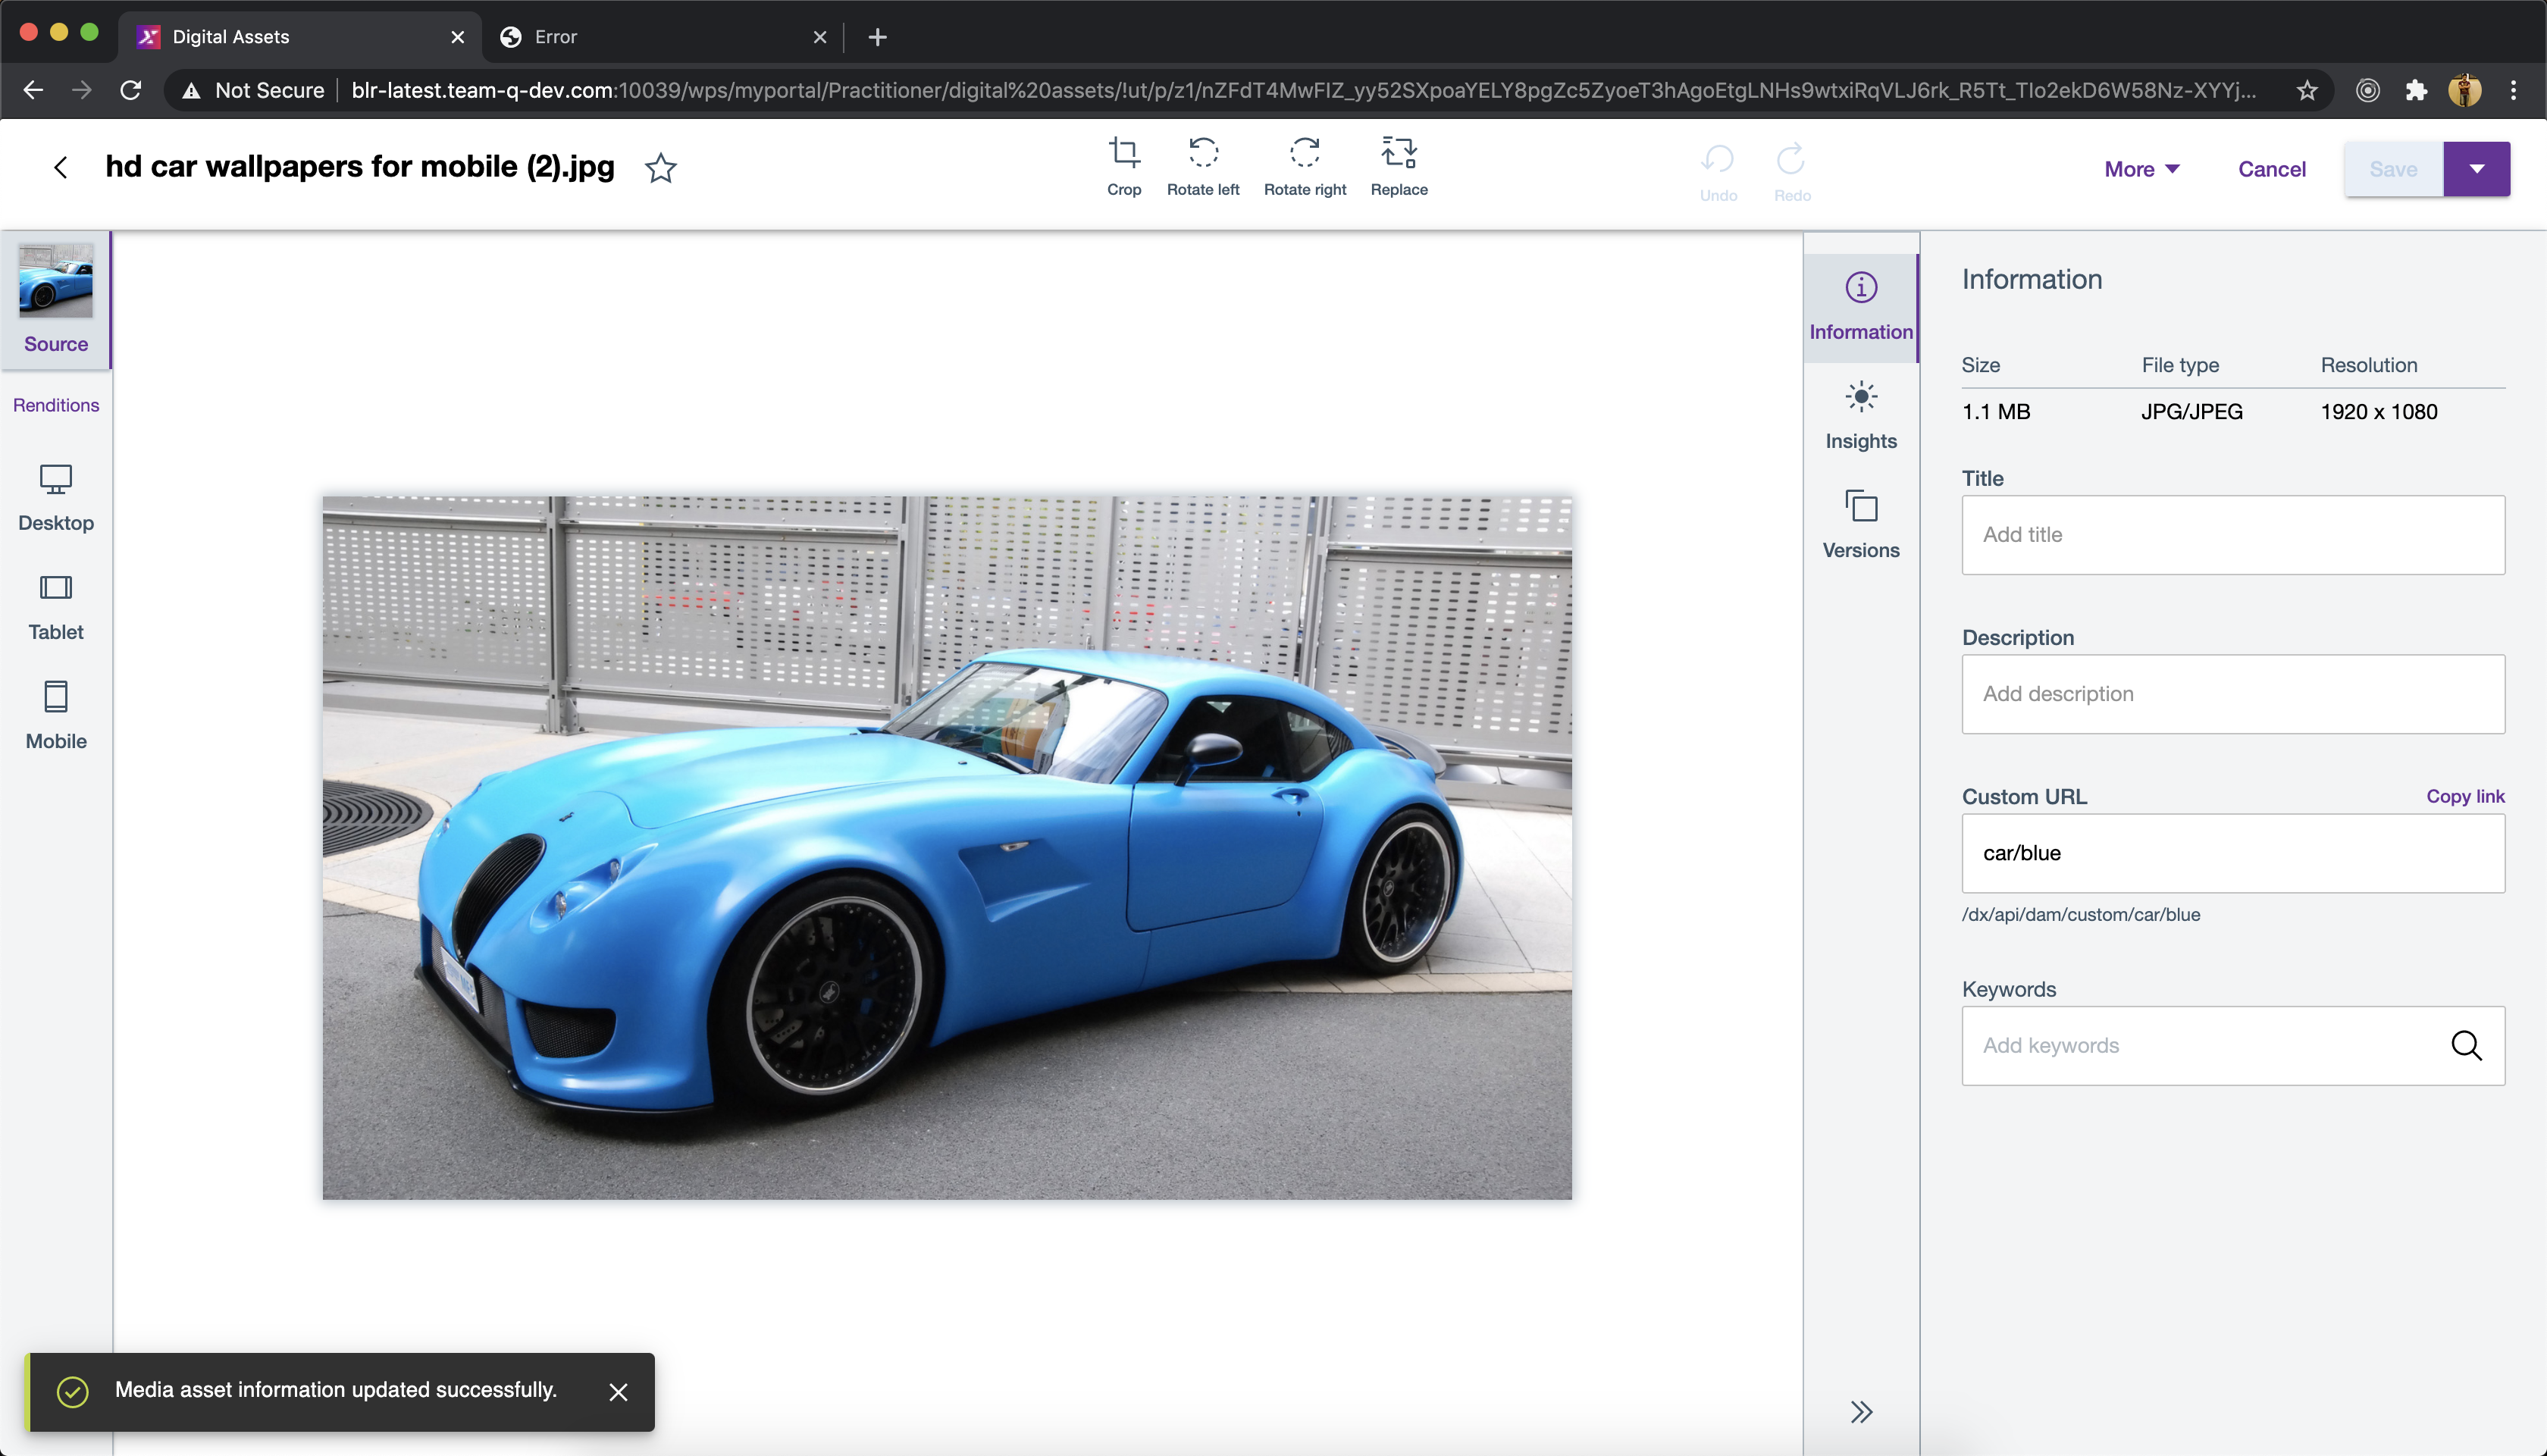 Digital Assets
Error
Not Secure
blr-latest.team-q-dev.com:10039/wps/myportal/Practitioner/digital%20assets/!ut/p/z1/nZFdT4MwFIZ_yy52SXpoaYELY8pgZc5ZyoeT3hAgoEtgLNHs9wtxiRqVLJ6rk_R5Tt_TIo2ekD6W58Nz-XYYj...
hd car wallpapers for mobile (2).jpg
Crop
Rotate left
Rotate right
Replace
Undo
Redo
More
Cancel
Save
Source
Renditions
Desktop
Tablet
Mobile
Information
Insights
Versions
Information
Size File type Resolution
1.1 MB JPG/JPEG 1920 x 1080
Title
Add title
Description
Add description
Custom URL Copy link
car/blue
/dx/api/dam/custom/car/blue
Keywords
Add keywords
Media asset information updated successfully.